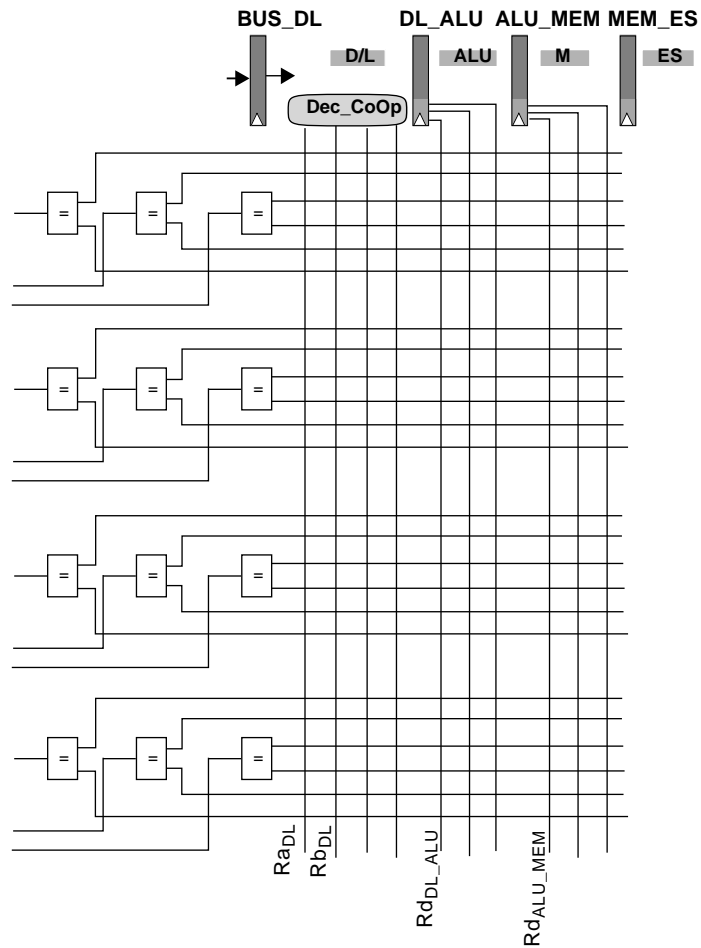 BUS_DL DL_ALU ALU_MEM MEM_ES
D/L ALU M ES
Dec_CoOp
= = =
= = =
= = =
= = =
RaDL RbDL RdDL_ALU RdALU_MEM